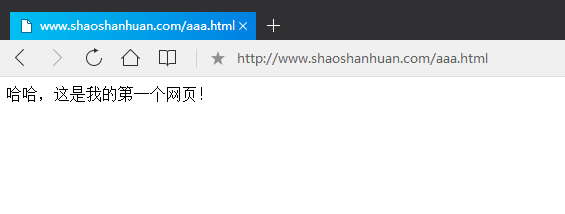 www.shaoshanhuan.com/aaa.html
http://www.shaoshanhuan.com/aaa.html
哈哈，这是我的第一个网页！